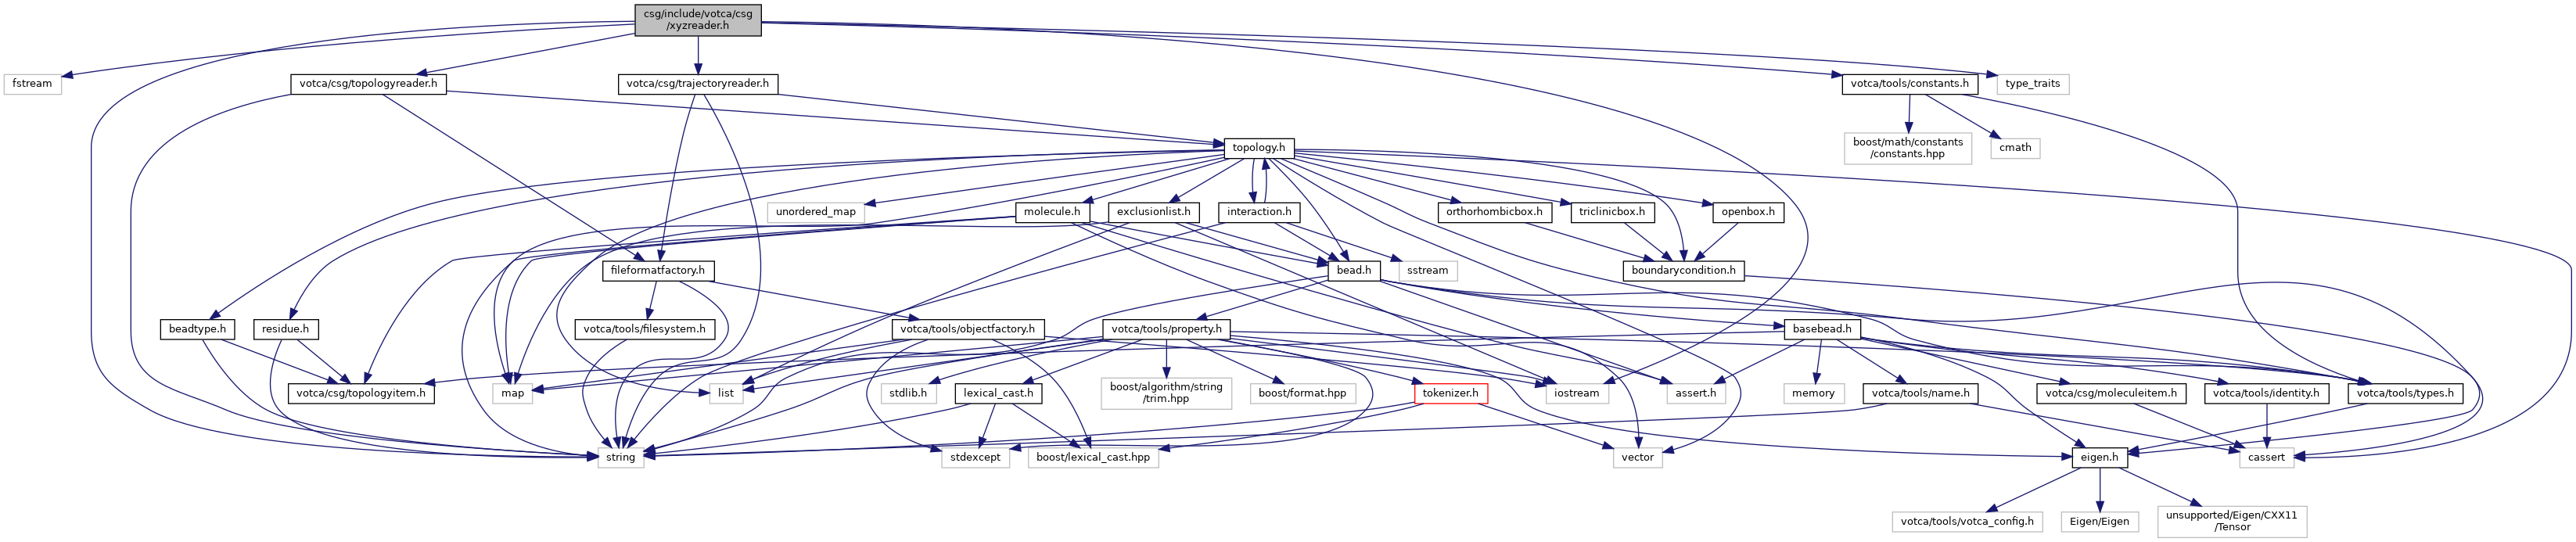 csg/include/votca/csg
/xyzreader.h
fstream
votca/csg/topologyreader.h
votca/csg/trajectoryreader.h
votca/tools/constants.h
type_traits
topology.h
boost/math/constants
/constants.hpp
cmath
unordered_map
molecule.h
exclusionlist.h
interaction.h
orthorhombicbox.h
triclinicbox.h
openbox.h
fileformatfactory.h
bead.h
sstream
boundarycondition.h
beadtype.h
residue.h
votca/tools/filesystem.h
votca/tools/objectfactory.h
votca/tools/property.h
basebead.h
votca/csg/topologyitem.h
map
list
stdlib.h
lexical_cast.h
boost/algorithm/string
/trim.hpp
boost/format.hpp
tokenizer.h
iostream
assert.h
memory
votca/tools/name.h
votca/csg/moleculeitem.h
votca/tools/identity.h
votca/tools/types.h
string
stdexcept
boost/lexical_cast.hpp
vector
eigen.h
cassert
votca/tools/votca_config.h
Eigen/Eigen
unsupported/Eigen/CXX11
/Tensor